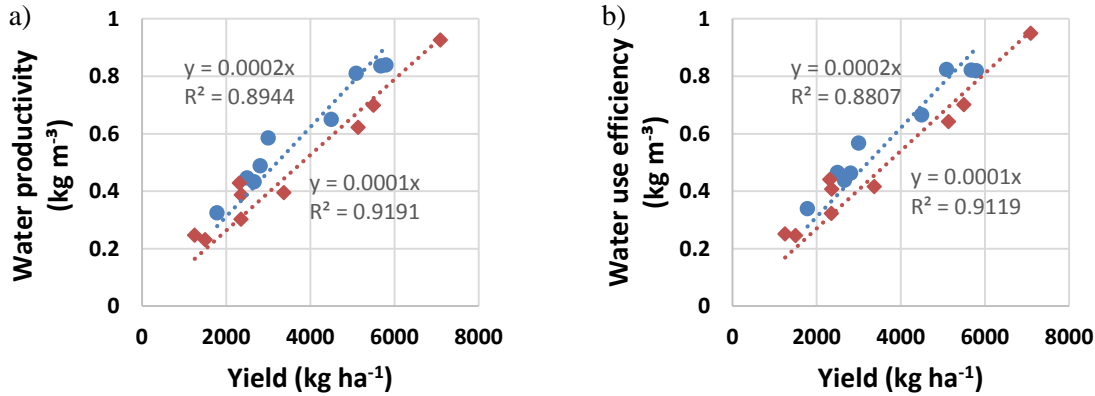 a)
Water productivity
(kg m⁻³)
1
0.8
0.6
0.4
0.2
0
y = 0.0002x
R² = 0.8944
y = 0.0001x
R² = 0.9191
0 2000 4000 6000 8000
Yield (kg ha⁻¹)
b)
Water use efficiency
(kg m⁻³)
1
0.8
0.6
0.4
0.2
0
y = 0.0002x
R² = 0.8807
y = 0.0001x
R² = 0.9119
0 2000 4000 6000 8000
Yield (kg ha⁻¹)